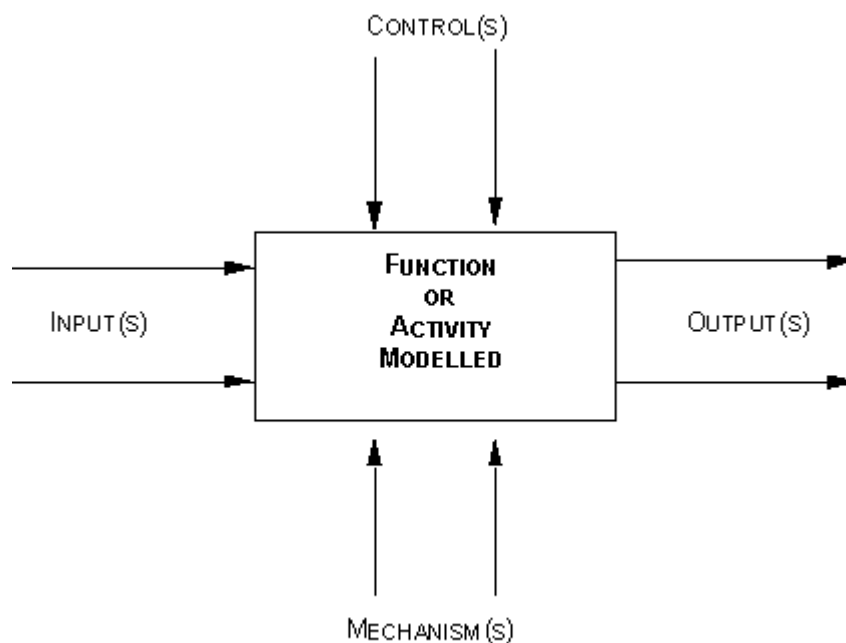 CONTROL(S)
FUNCTION
OR
ACTIVITY
MODELLED
INPUT(S)
OUTPUT(S)
MECHANISM(S)